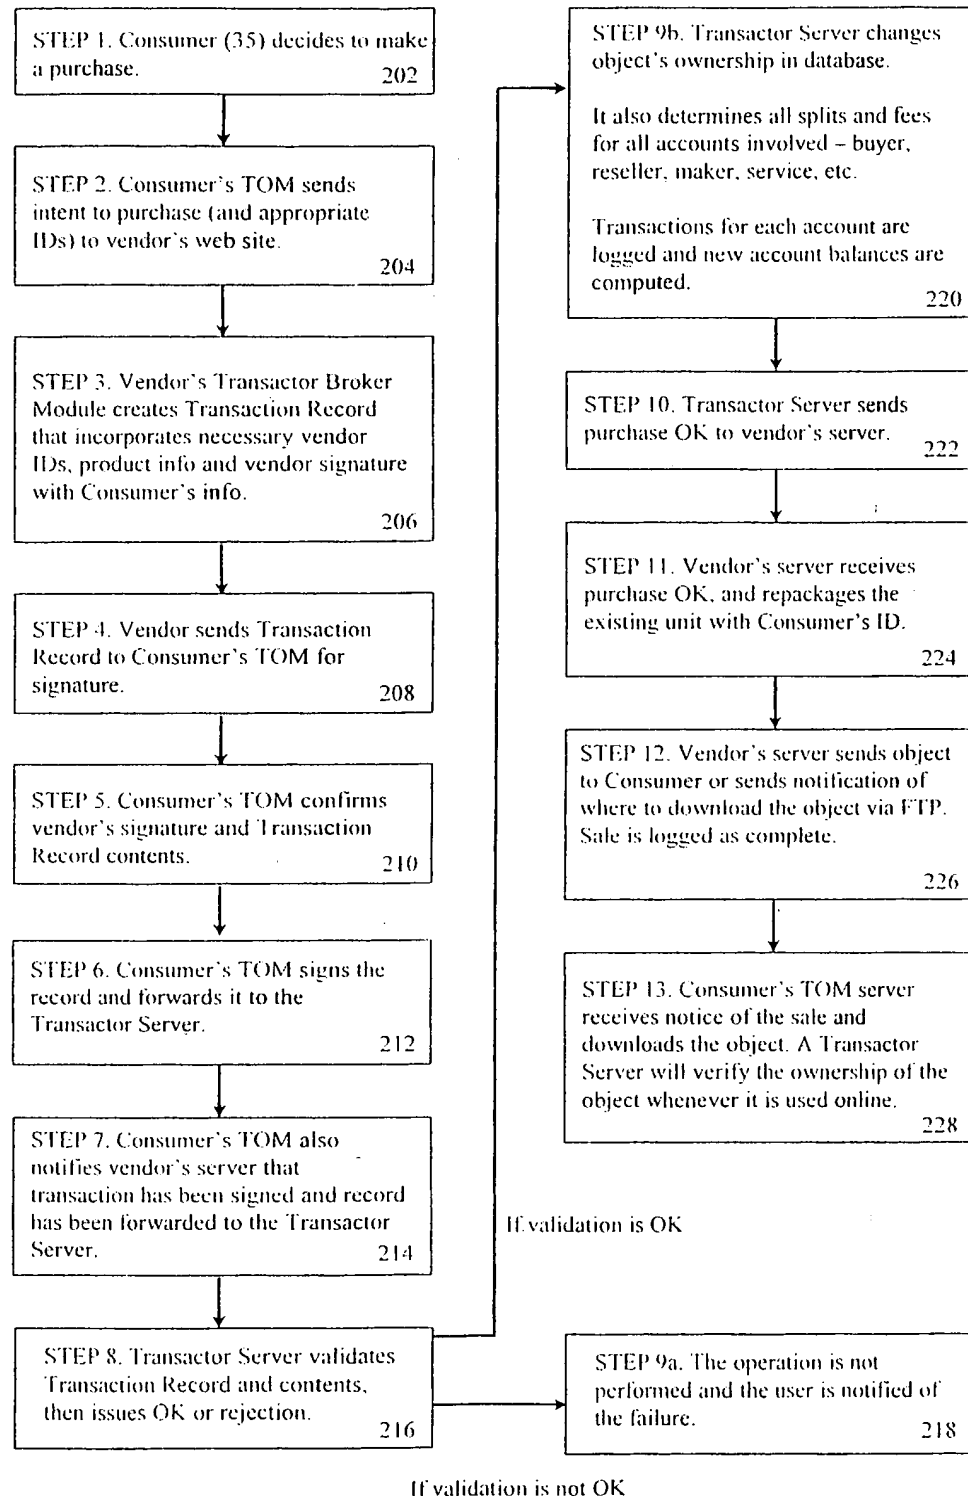 STEP 1. Consumer (35) decides to make
a purchase.
202
STEP 2. Consumer's TOM sends
intent to purchase (and appropriate
IDs) to vendor's web site.
204
STEP 3. Vendor's Transactor Broker
Module creates Transaction Record
that incorporates necessary vendor
IDs, product info and vendor signature
with Consumer's info.
206
STEP 4. Vendor sends Transaction
Record to Consumer's TOM for
signature.
208
STEP 5. Consumer's TOM confirms
vendor's signature and Transaction
Record contents.
210
STEP 6. Consumer's TOM signs the
record and forwards it to the
Transactor Server.
212
STEP 7. Consumer's TOM also
notifies vendor's server that
transaction has been signed and record
has been forwarded to the Transactor
Server.
214
STEP 8. Transactor Server validates
Transaction Record and contents,
then issues OK or rejection.
216
If validation is not OK
If validation is OK
STEP 9a. The operation is not
performed and the user is notified of
the failure.
218
STEP 9b. Transactor Server changes
object's ownership in database.
It also determines all splits and fees
for all accounts involved – buyer,
reseller, maker, service, etc.
Transactions for each account are
logged and new account balances are
computed.
220
STEP 10. Transactor Server sends
purchase OK to vendor's server.
222
STEP 11. Vendor's server receives
purchase OK, and repackages the
existing unit with Consumer's ID.
224
STEP 12. Vendor's server sends object
to Consumer or sends notification of
where to download the object via FTP.
Sale is logged as complete.
226
STEP 13. Consumer's TOM server
receives notice of the sale and
downloads the object. A Transactor
Server will verify the ownership of the
object whenever it is used online.
228